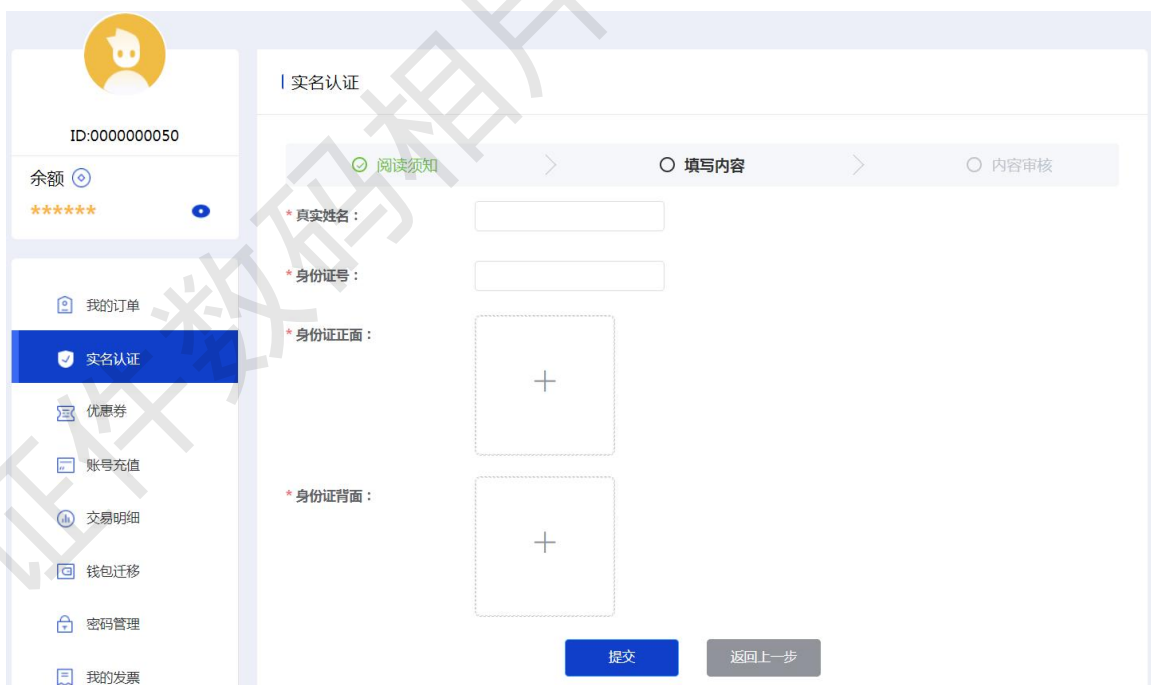 实名认证
ID:0000000050
余额
******
阅读须知
填写内容
内容审核
* 真实姓名：
* 身份证号：
* 身份证正面：
* 身份证背面：
提交
返回上一步
我的订单
实名认证
优惠券
账号充值
交易明细
钱包迁移
密码管理
我的发票
证件数码相片